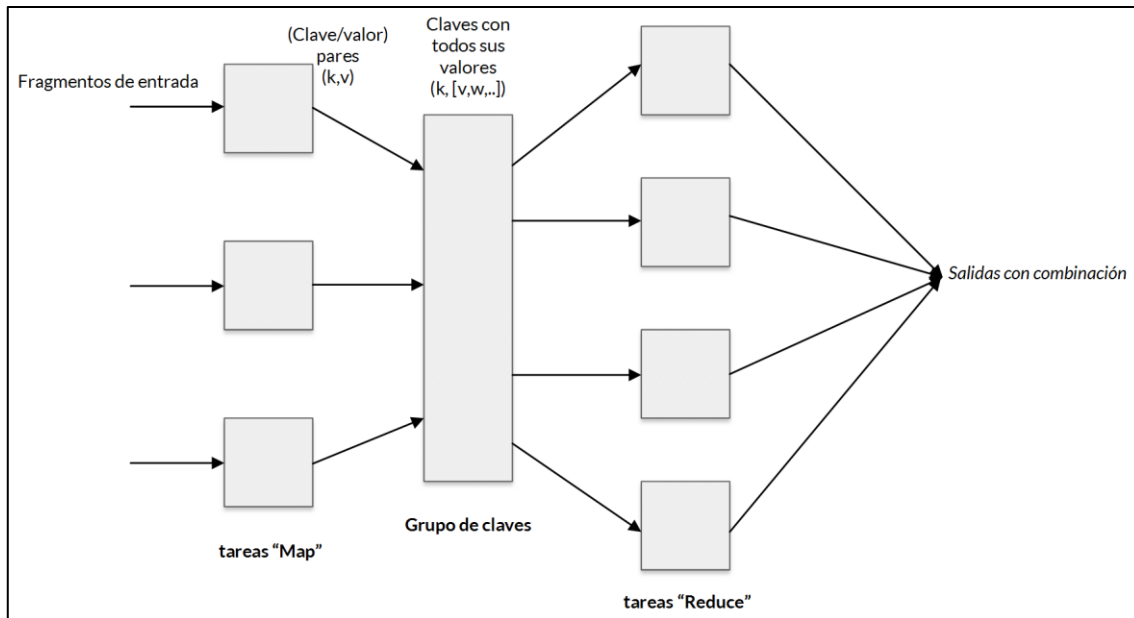 Fragmentos de entrada
(Clave/valor)
pares
(k,v)
Claves con
todos sus
valores
(k, [v,w,..])
Salidas con combinación
Grupo de claves
tareas “Map”
tareas “Reduce”